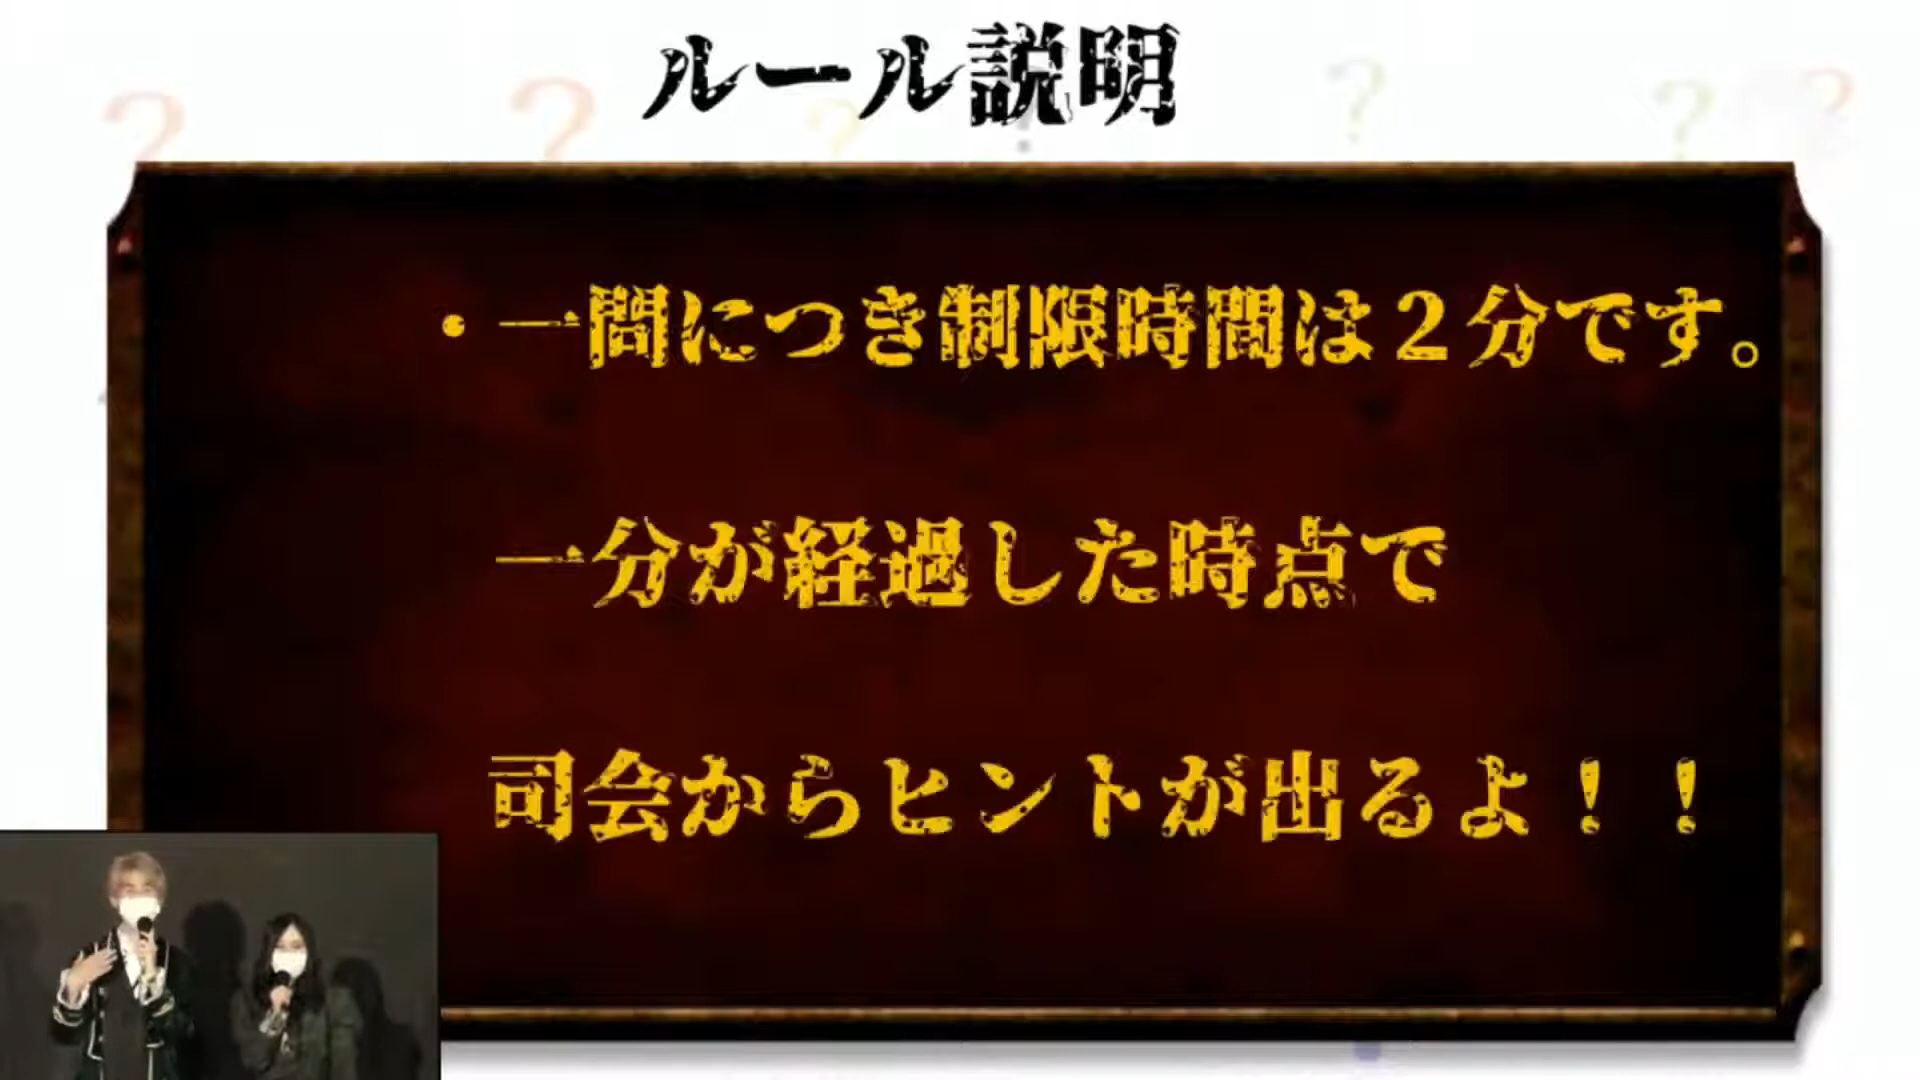 ルール説明
・一問につき制限時間は２分です。
一分が経過した時点で
司会からヒントが出るよ！！